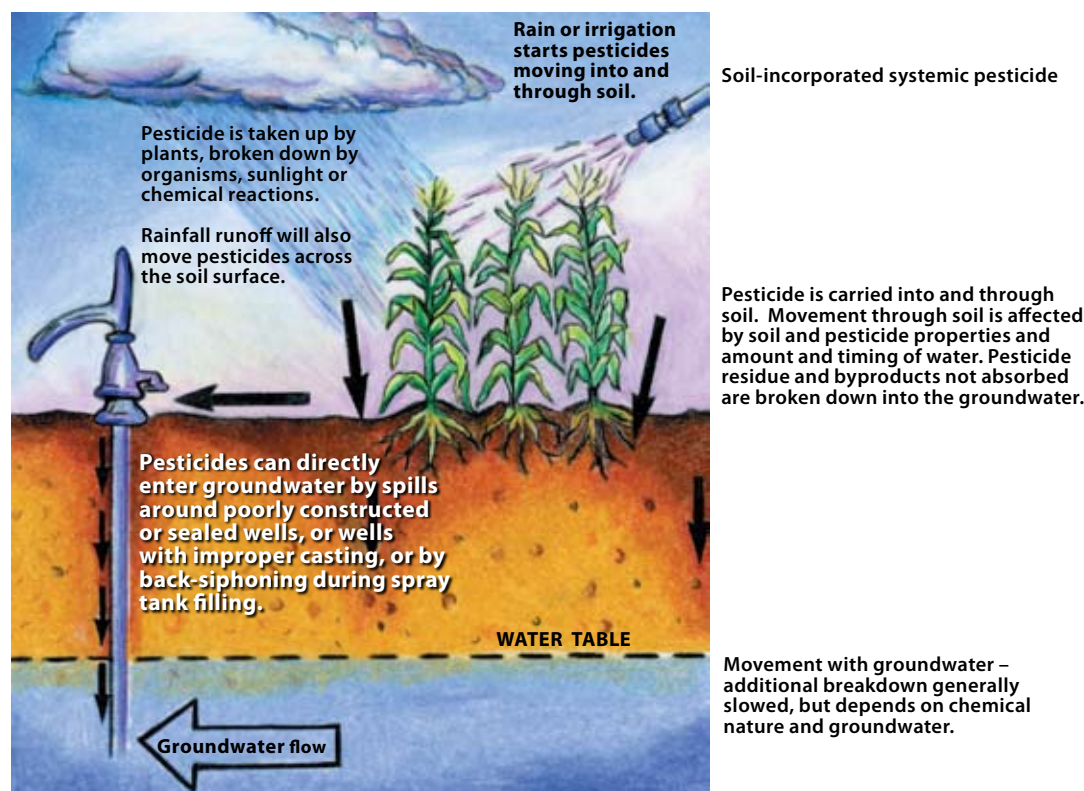 Rain or irrigation
starts pesticides
moving into and
through soil.
Soil-incorporated systemic pesticide
Pesticide is taken up by
plants, broken down by
organisms, sunlight or
chemical reactions.
Rainfall runoff will also
move pesticides across
the soil surface.
Pesticide is carried into and through
soil. Movement through soil is affected
by soil and pesticide properties and
amount and timing of water. Pesticide
residue and byproducts not absorbed
are broken down into the groundwater.
Pesticides can directly
enter groundwater by spills
around poorly constructed
or sealed wells, or wells
with improper casting, or by
back-siphoning during spray
tank filling.
WATER TABLE
Movement with groundwater –
additional breakdown generally
slowed, but depends on chemical
nature and groundwater.
Groundwater flow